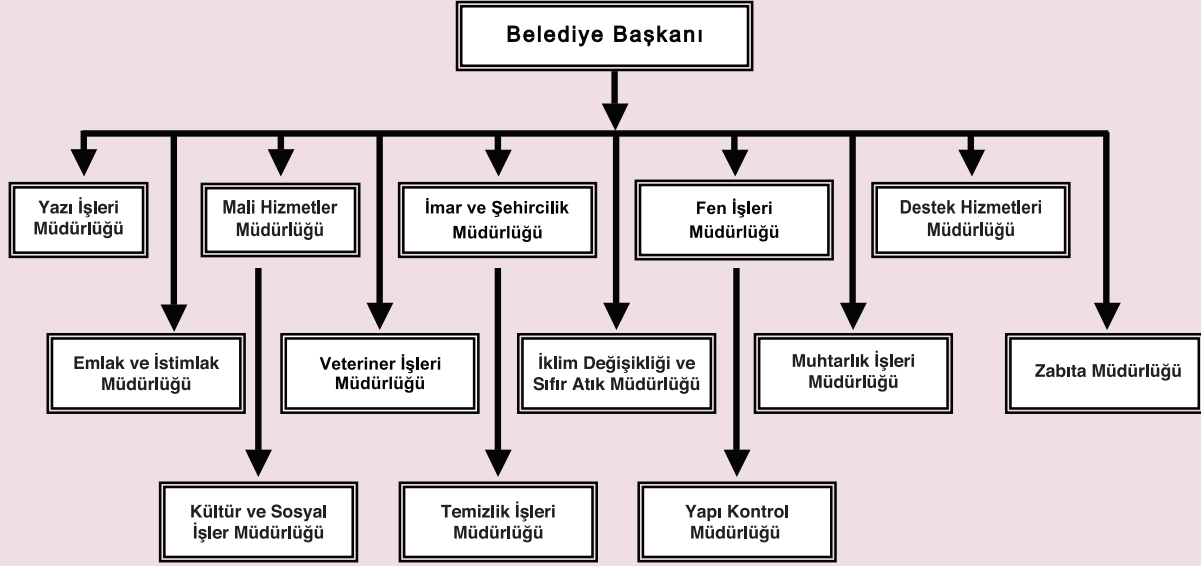 Belediye Başkanı
Yazı İşleri
Müdürlüğü
Mali Hizmetler
Müdürlüğü
İmar ve Şehircilik
Müdürlüğü
Fen İşleri
Müdürlüğü
Destek Hizmetleri
Müdürlüğü
Emlak ve İstimlak
Müdürlüğü
Veteriner İşleri
Müdürlüğü
İklim Değişikliği ve
Sıfır Atık Müdürlüğü
Muhtarlık İşleri
Müdürlüğü
Zabıta Müdürlüğü
Kültür ve Sosyal
İşler Müdürlüğü
Temizlik İşleri
Müdürlüğü
Yapı Kontrol
Müdürlüğü